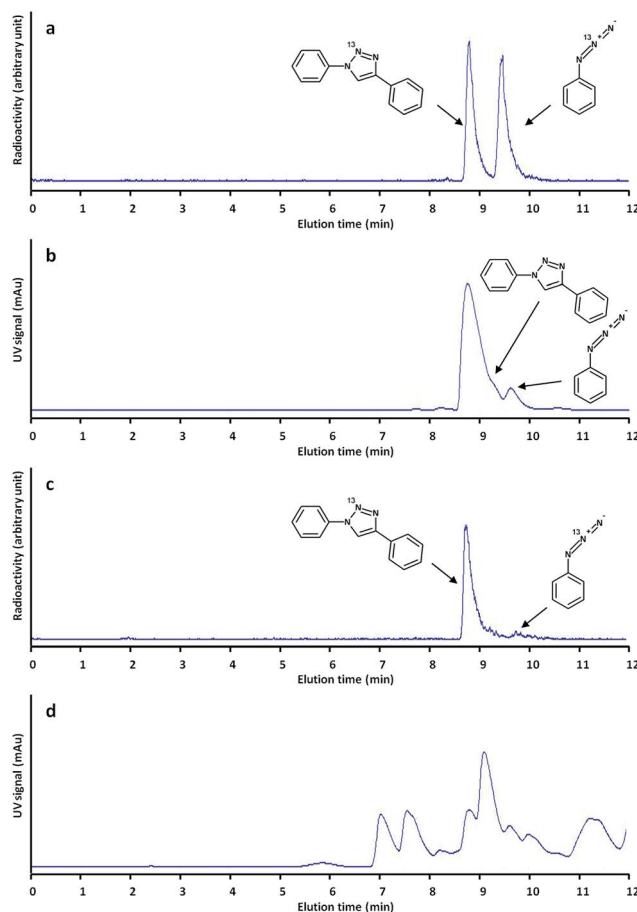 a
Radioactivity (arbitrary unit)
13
N
N
N
N
13
N
+
N
-
N
0 1 2 3 4 5 6 7 8 9 10 11 12
Elution time (min)
b
UV signal (mAu)
N
N
N
N
+
N
-
N
0 1 2 3 4 5 6 7 8 9 10 11 12
Elution time (min)
c
Radioactivity (arbitrary unit)
13
N
N
N
N
13
N
+
N
-
0 1 2 3 4 5 6 7 8 9 10 11 12
Elution time (min)
d
UV signal (mAu)
0 1 2 3 4 5 6 7 8 9 10 11 12
Elution time (min)